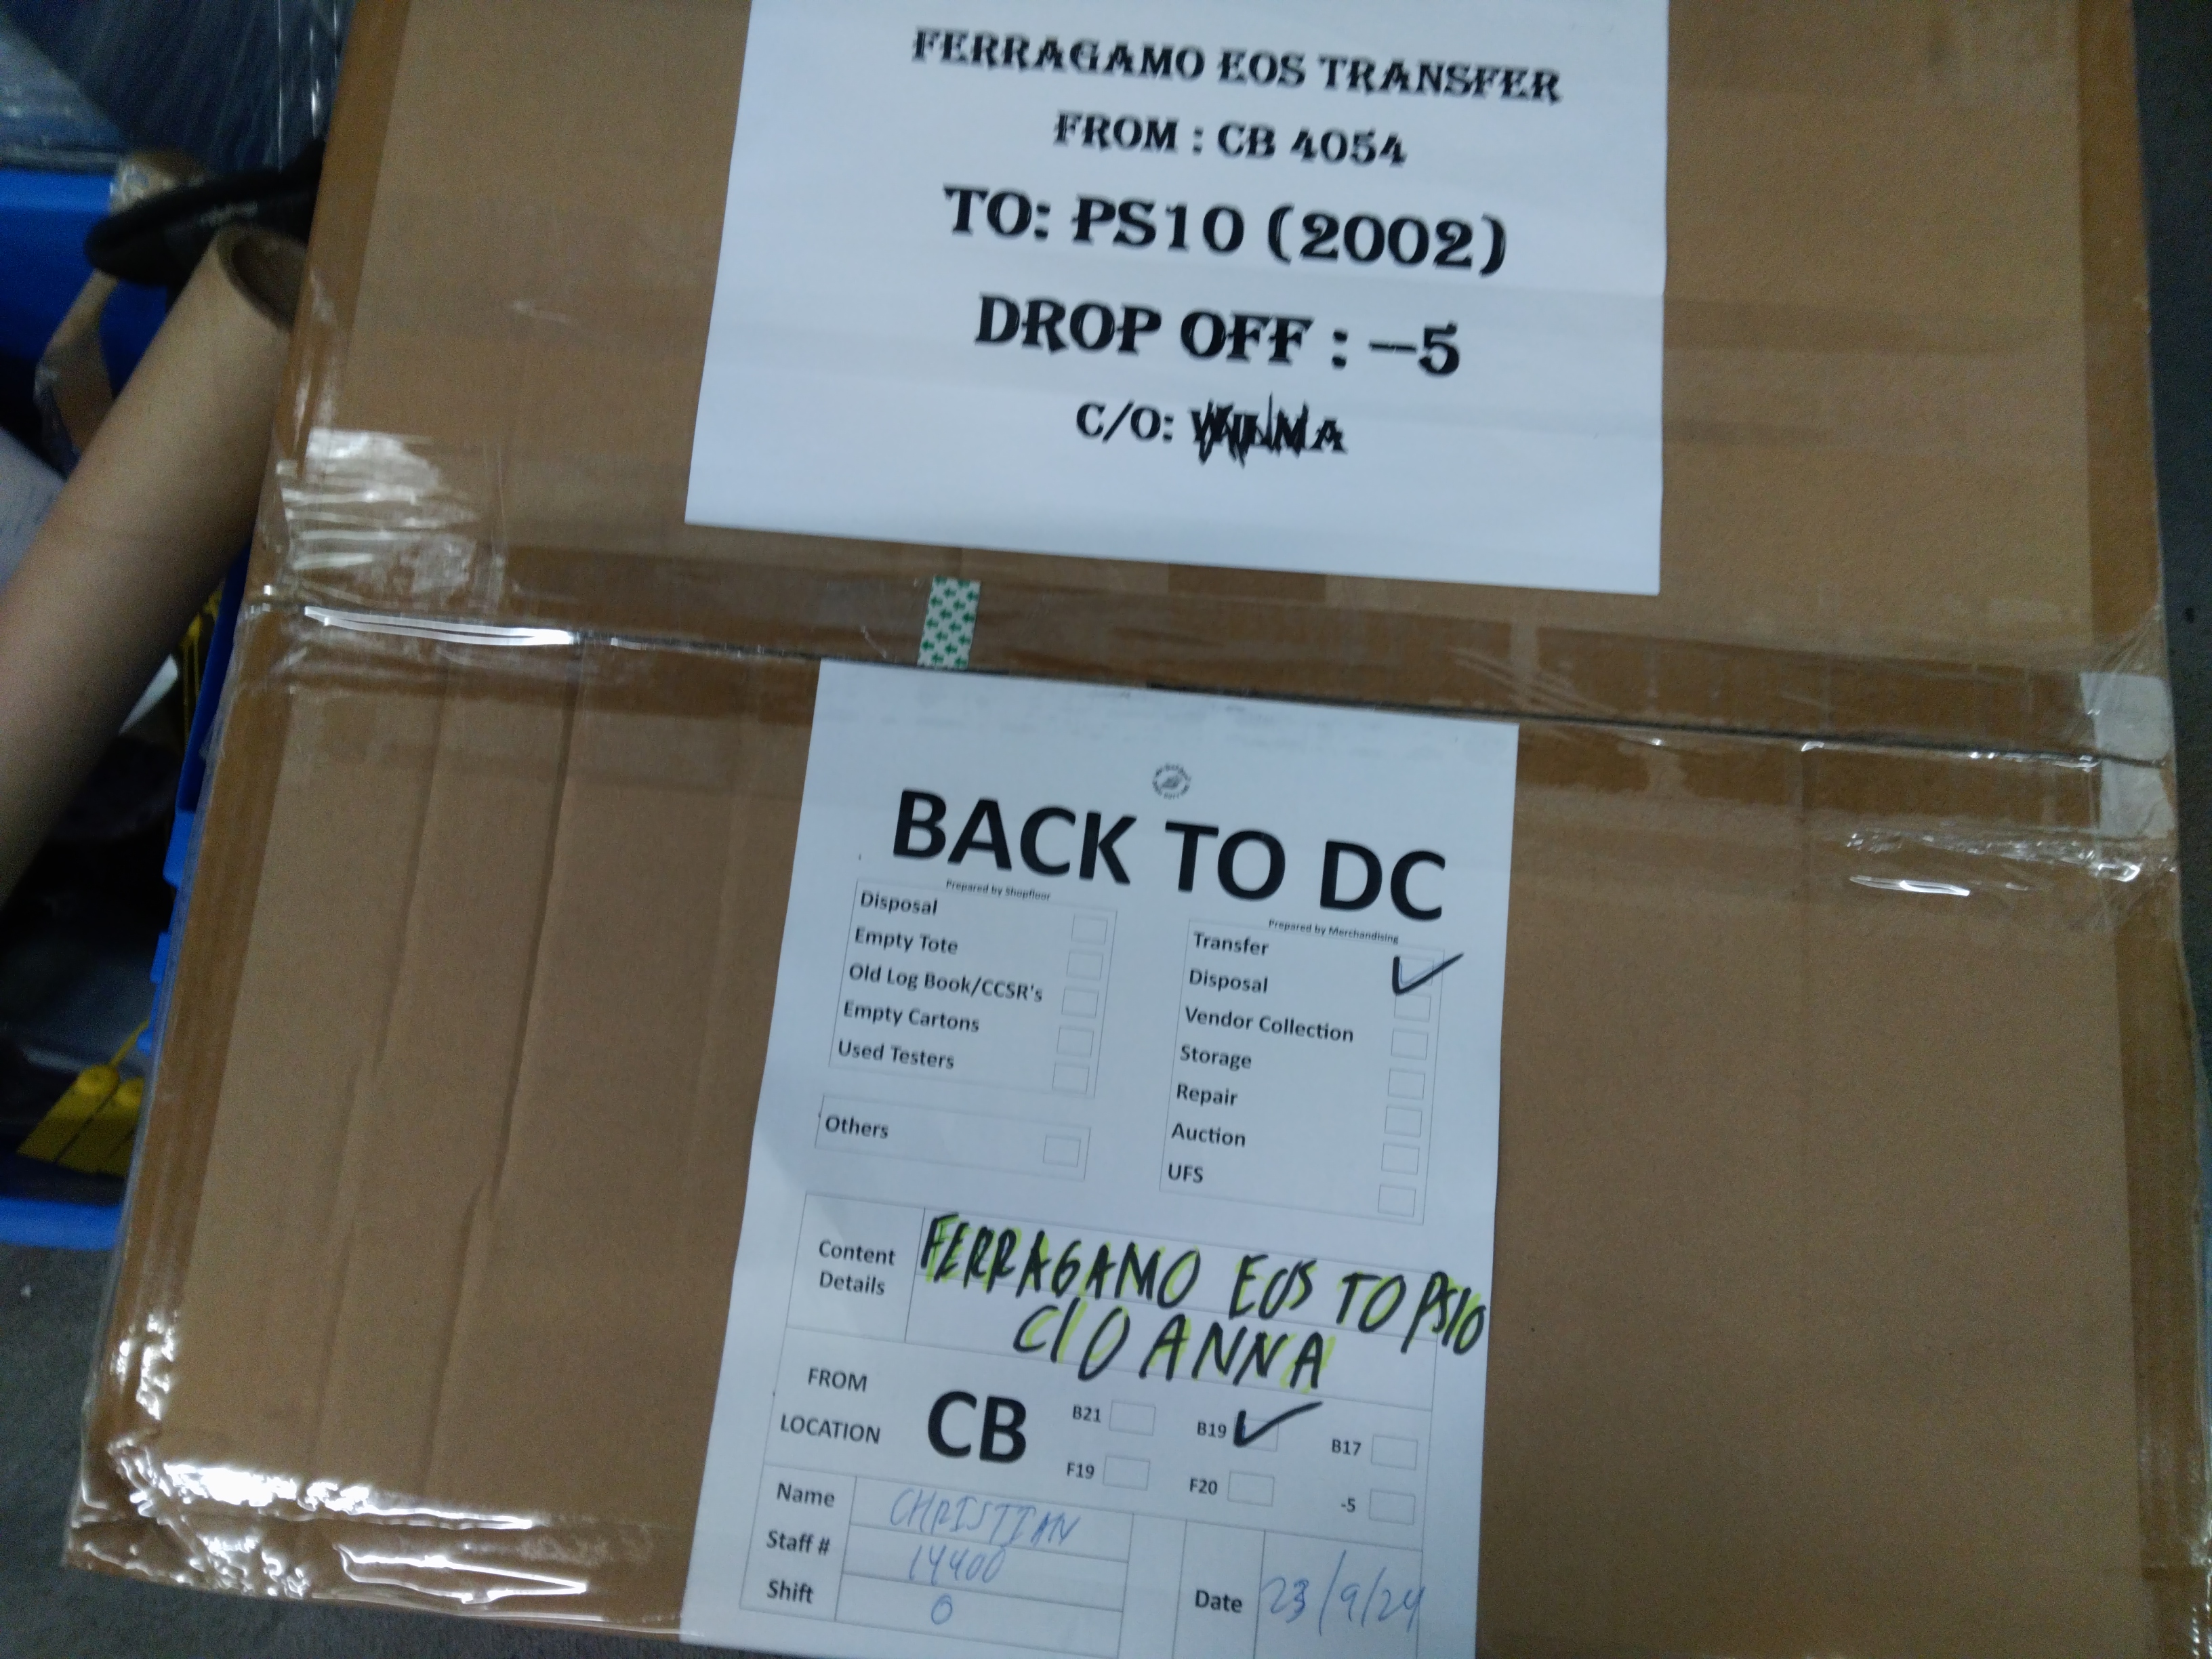 FERRAGAMO EOS TRANSFER
FROM : CB 4054
TO: PS10 (2002)
DROP OFF : --5
C/O:
BACK TO DC
Prepared by Shopfloor
Disposal
Empty Tote
Old Log Book/CCSR's
Empty Cartons
Used Testers
Others
Prepared by Merchandising
Transfer
Disposal
Vendor Collection
Storage
Repair
Auction
UFS
Content Details
FERRAGAMO EOS TO PS10
C/O ANNA
FROM LOCATION
CB
B21 B19 B17
F19 F20 -5
Name CHRISTIAN
Staff # 14400
Shift 0
Date 23/9/24